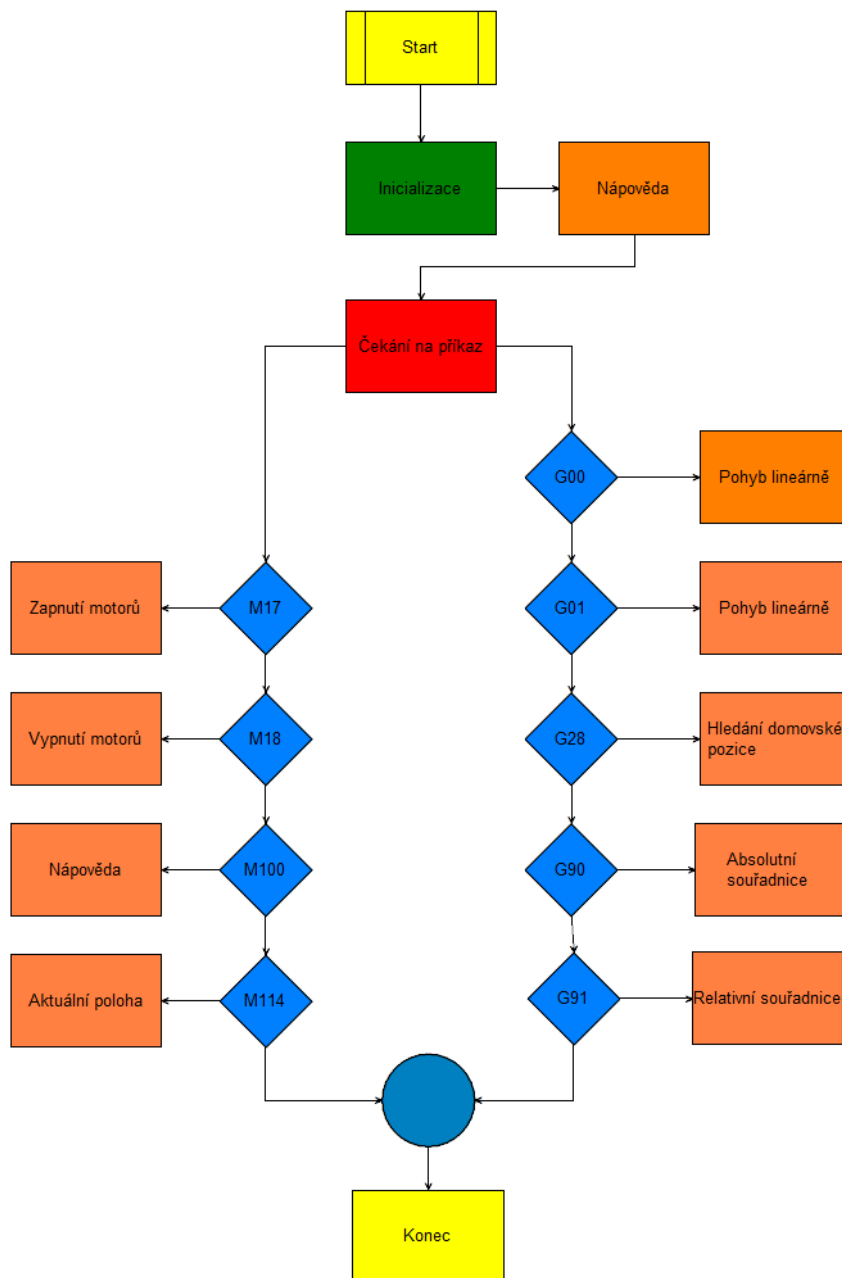 Start
Inicializace
Nápověda
Čekání na příkaz
G00
Pohyb lineárně
Zapnutí motorů
M17
G01
Pohyb lineárně
Vypnutí motorů
M18
G28
Hledání domovské
pozice
Nápověda
M100
G90
Absolutní
souřadnice
Aktuální poloha
M114
G91
Relativní souřadnice
Konec